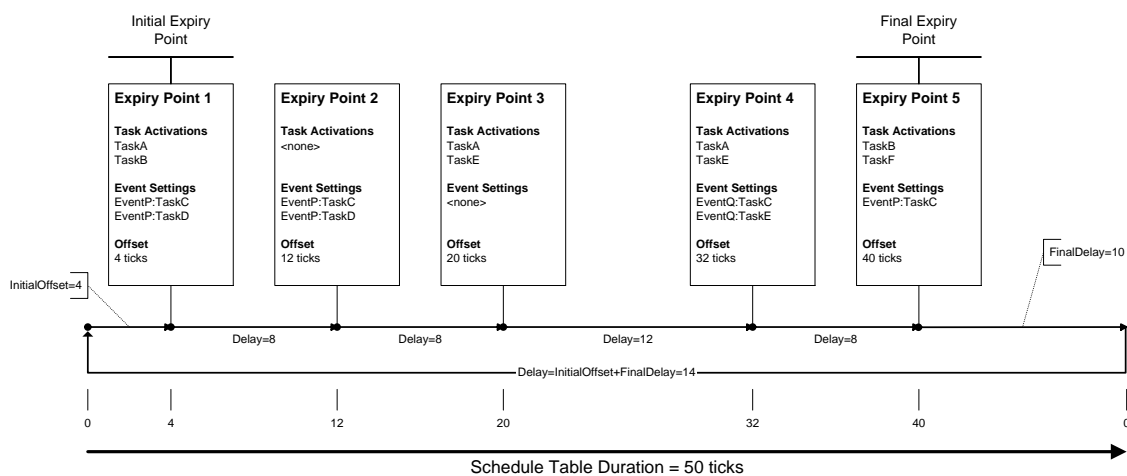 Initial Expiry
Point
Final Expiry
Point
Expiry Point 1
Task Activations
TaskA
TaskB
Event Settings
EventP:TaskC
EventP:TaskD
Offset
4 ticks
Expiry Point 2
Task Activations
<none>
Event Settings
EventP:TaskC
EventP:TaskD
Offset
12 ticks
Expiry Point 3
Task Activations
TaskA
TaskE
Event Settings
<none>
Offset
20 ticks
Expiry Point 4
Task Activations
TaskA
TaskE
Event Settings
EventQ:TaskC
EventQ:TaskE
Offset
32 ticks
Expiry Point 5
Task Activations
TaskB
TaskF
Event Settings
EventP:TaskC
Offset
40 ticks
InitialOffset=4
FinalDelay=10
Delay=8
Delay=8
Delay=12
Delay=8
Delay=InitialOffset+FinalDelay=14
0 4 12 20 32 40 0
Schedule Table Duration = 50 ticks